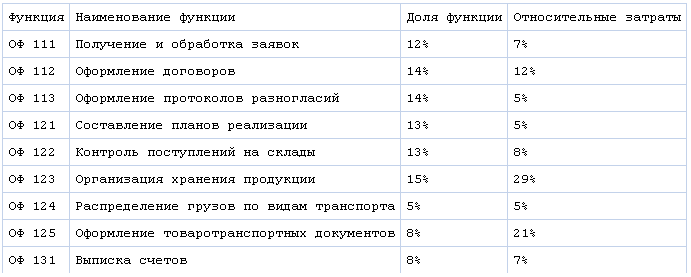 Функция Наименование функции Доля функции Относительные затраты
ОФ 111 Получение и обработка заявок 12% 7%
ОФ 112 Оформление договоров 14% 12%
ОФ 113 Оформление протоколов разногласий 14% 5%
ОФ 121 Составление планов реализации 13% 5%
ОФ 122 Контроль поступлений на склады 13% 8%
ОФ 123 Организация хранения продукции 15% 29%
ОФ 124 Распределение грузов по видам транспорта 5% 5%
ОФ 125 Оформление товаротранспортных документов 8% 21%
ОФ 131 Выписка счетов 8% 7%